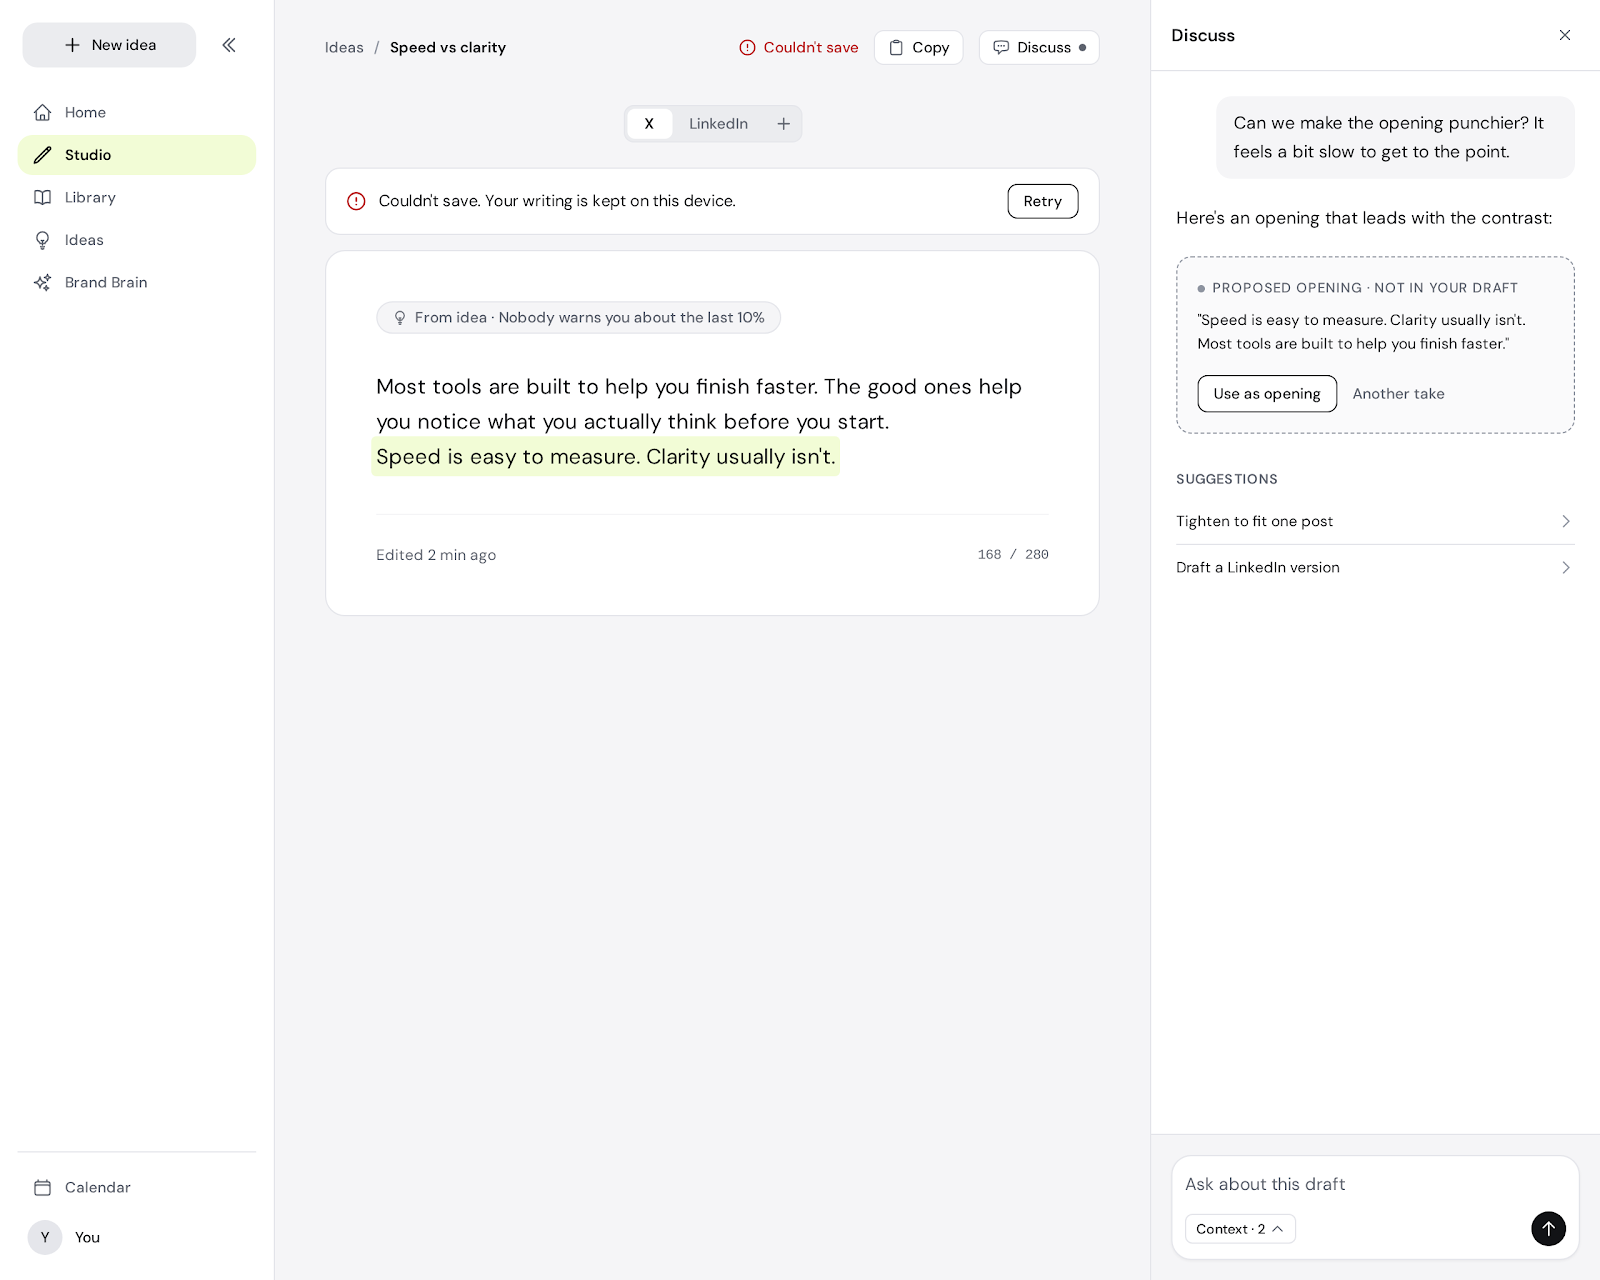 New idea
Home
Studio
Library
Ideas
Brand Brain
Calendar
Y
You
Ideas / Speed vs clarity
Couldn't save
Copy
Discuss
X
LinkedIn
Couldn't save. Your writing is kept on this device.
Retry
From idea · Nobody warns you about the last 10%
Most tools are built to help you finish faster. The good ones help
you notice what you actually think before you start.
Speed is easy to measure. Clarity usually isn't.
Edited 2 min ago
168 / 280
Discuss
Can we make the opening punchier? It
feels a bit slow to get to the point.
Here's an opening that leads with the contrast:
PROPOSED OPENING · NOT IN YOUR DRAFT
"Speed is easy to measure. Clarity usually isn't.
Most tools are built to help you finish faster."
Use as opening
Another take
SUGGESTIONS
Tighten to fit one post
Draft a LinkedIn version
Ask about this draft
Context · 2